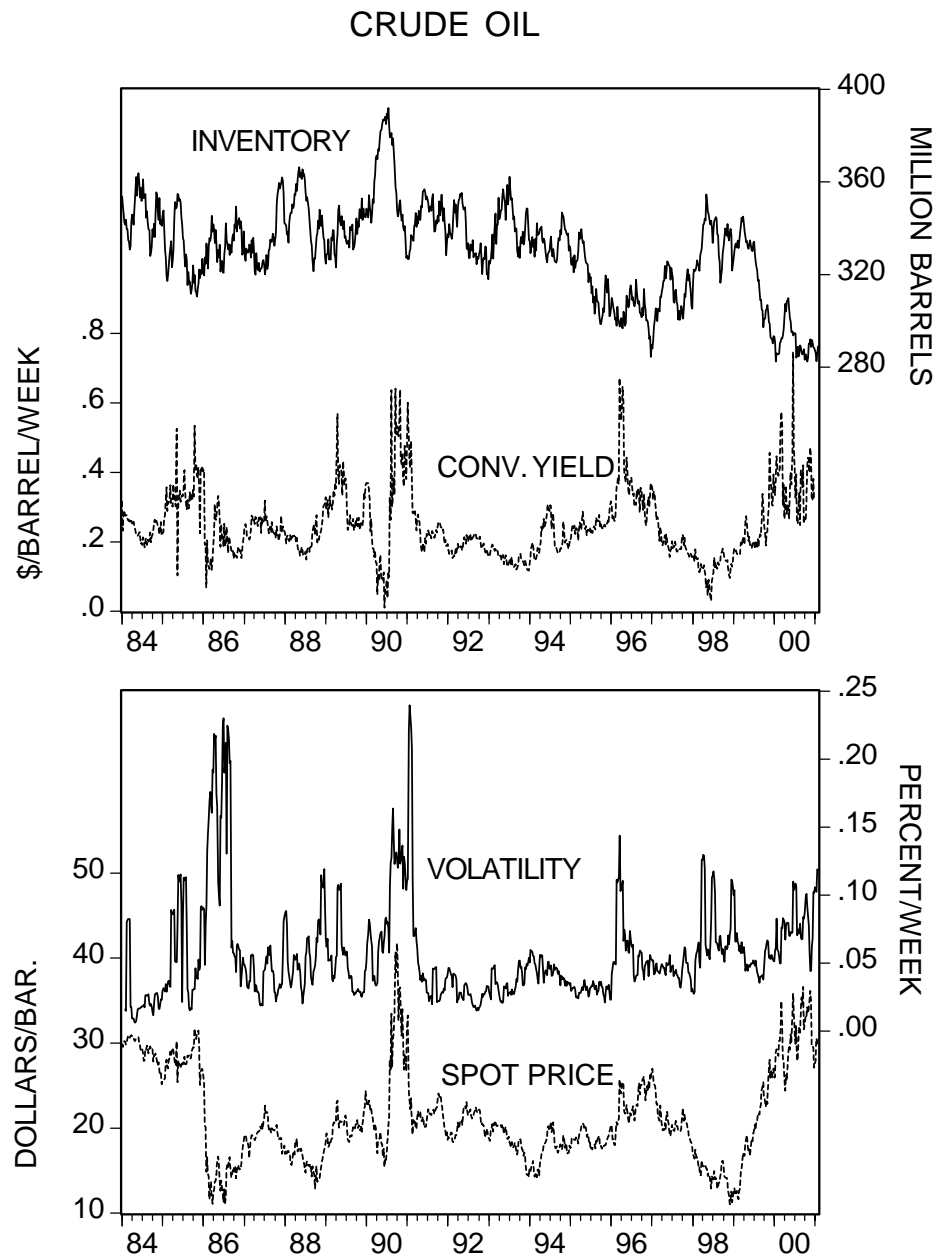 CRUDE OIL
400
INVENTORY
360
320
.8
280
.6
CONV. YIELD
.4
.2
.0
$/BARREL/WEEK
MILLION BARRELS
84 86 88 90 92 94 96 98 00
.25
.20
.15
50
VOLATILITY
.10
40
.05
30
.00
SPOT PRICE
20
10
DOLLARS/BAR.
PERCENT/WEEK
84 86 88 90 92 94 96 98 00